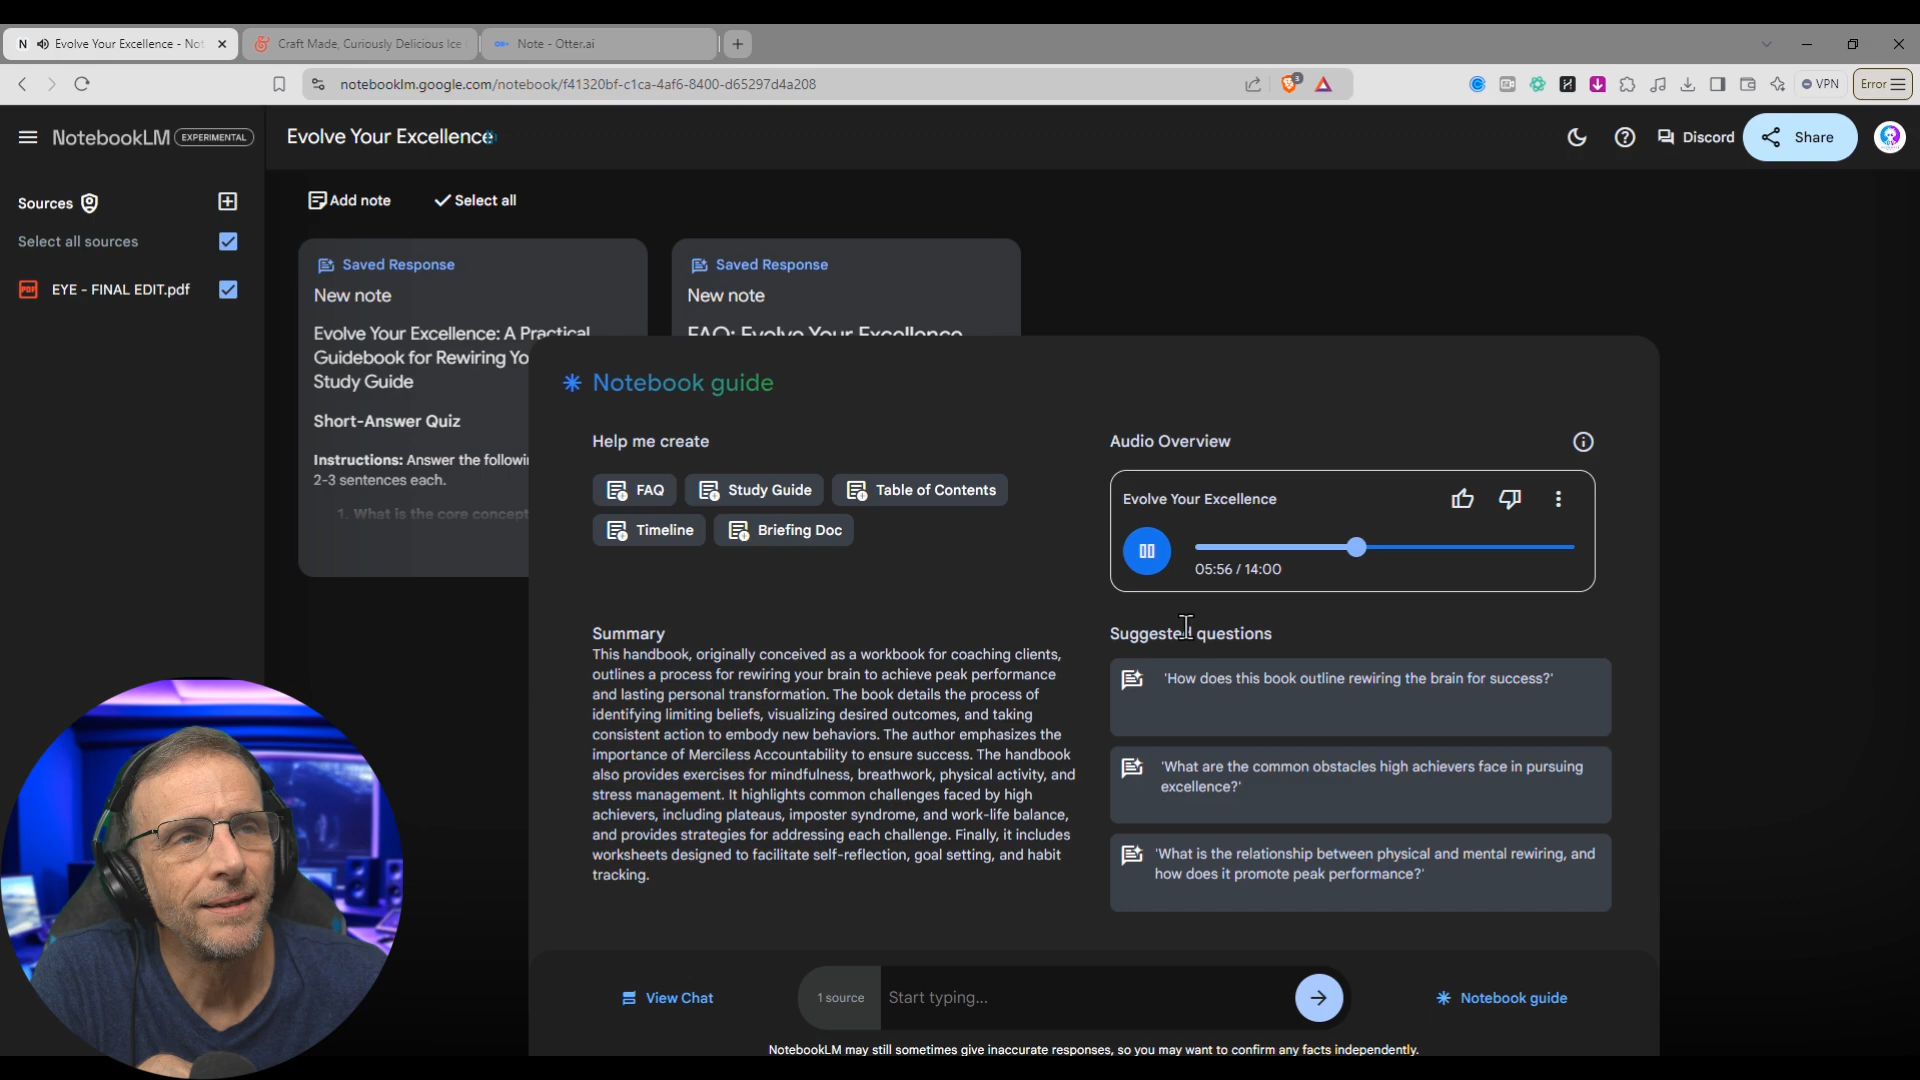 N Evolve Your Excellence - Not
Craft Made, Curiously Delicious Ice
Note - Otter.ai
notebooklm.google.com/notebook/f41320bf-c1ca-4af6-8400-d65297d4a208
3
VPN
Error
NotebookLM EXPERIMENTAL
Evolve Your Excellence
Discord
Share
Sources
Select all sources
PDF EYE - FINAL EDIT.pdf
Add note
Select all
Saved Response
New note
Evolve Your Excellence: A Practical
Guidebook for Rewiring Yo
Study Guide
Short-Answer Quiz
Instructions: Answer the followi
2-3 sentences each.
1. What is the core concept
Saved Response
New note
FAQ: Evolve Your Excellence
Notebook guide
Help me create
FAQ
Study Guide
Table of Contents
Timeline
Briefing Doc
Audio Overview
Evolve Your Excellence
05:56 / 14:00
Summary
This handbook, originally conceived as a workbook for coaching clients,
outlines a process for rewiring your brain to achieve peak performance
and lasting personal transformation. The book details the process of
identifying limiting beliefs, visualizing desired outcomes, and taking
consistent action to embody new behaviors. The author emphasizes the
importance of Merciless Accountability to ensure success. The handbook
also provides exercises for mindfulness, breathwork, physical activity, and
stress management. It highlights common challenges faced by high
achievers, including plateaus, imposter syndrome, and work-life balance,
and provides strategies for addressing each challenge. Finally, it includes
worksheets designed to facilitate self-reflection, goal setting, and habit
tracking.
Suggested questions
'How does this book outline rewiring the brain for success?'
'What are the common obstacles high achievers face in pursuing
excellence?'
'What is the relationship between physical and mental rewiring, and
how does it promote peak performance?'
View Chat
1 source
Start typing...
Notebook guide
NotebookLM may still sometimes give inaccurate responses, so you may want to confirm any facts independently.